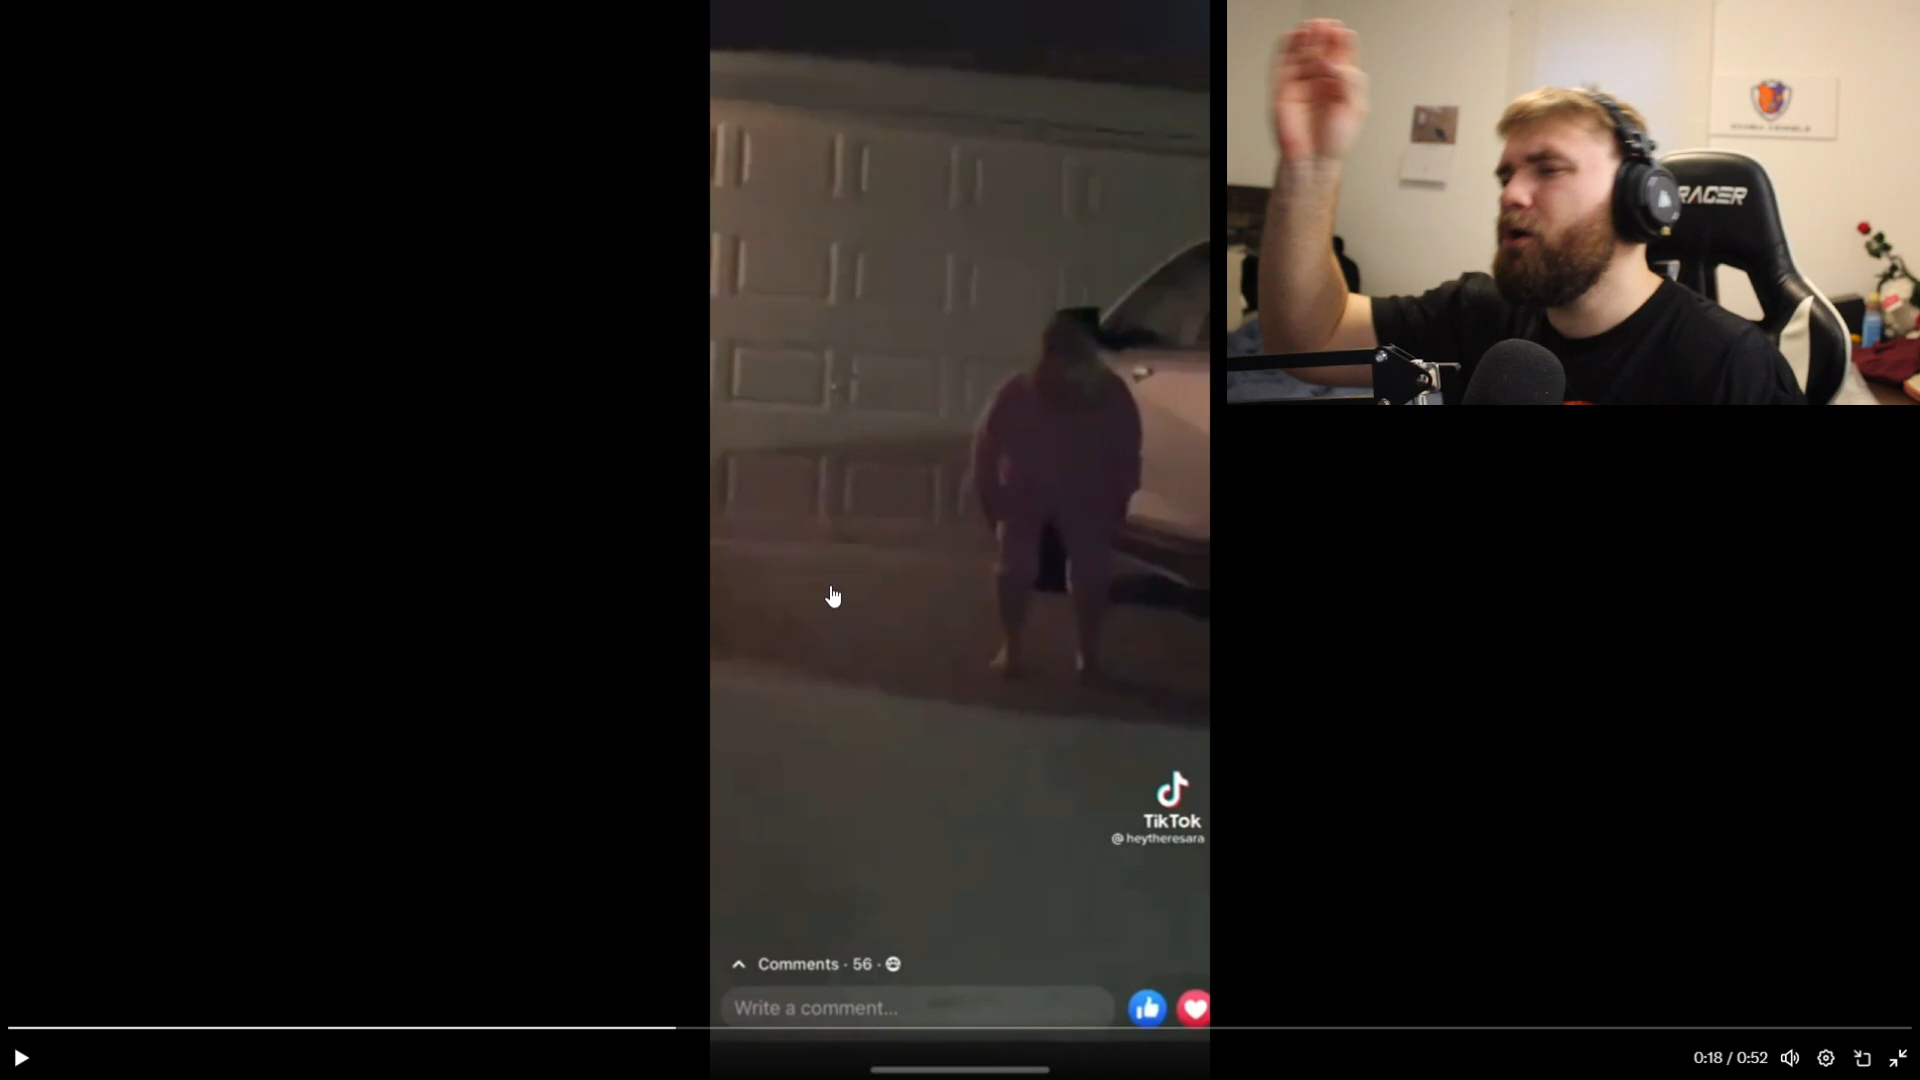 RACER
TikTok
@heytheresara
Comments · 56 ·
Write a comment...
0:18 / 0:52